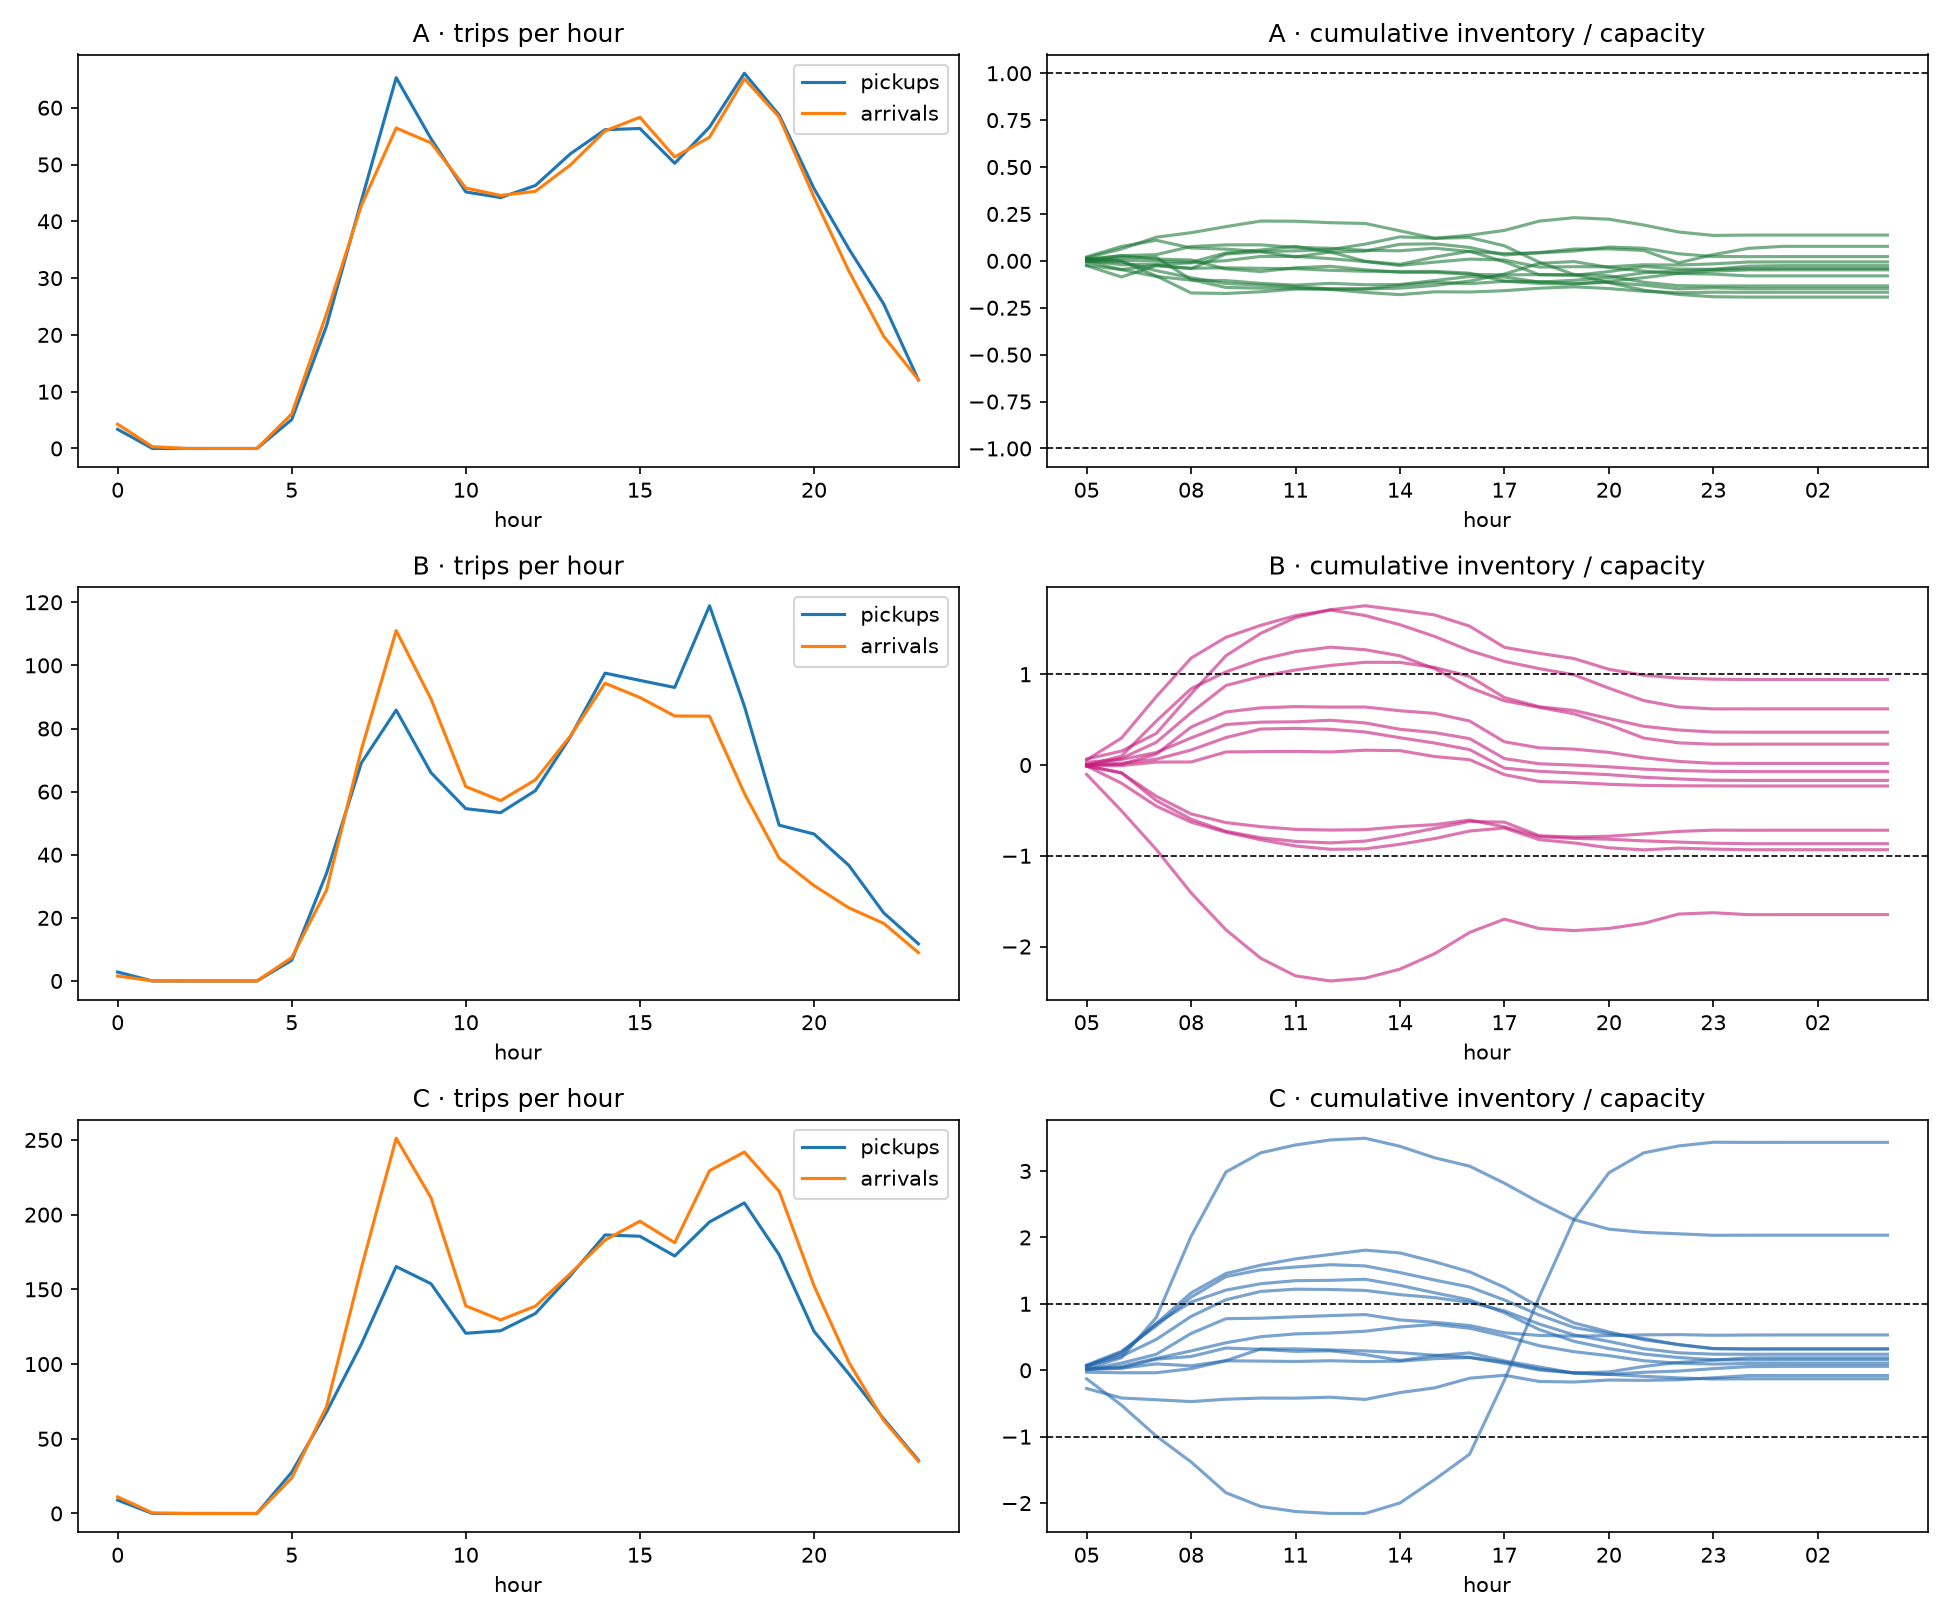 A · trips per hour
60
50
40
30
20
10
0
0 5 10 15 20
hour
pickups
arrivals
A · cumulative inventory / capacity
1.00
0.75
0.50
0.25
0.00
−0.25
−0.50
−0.75
−1.00
05 08 11 14 17 20 23 02
hour
B · trips per hour
120
100
80
60
40
20
0
0 5 10 15 20
hour
pickups
arrivals
B · cumulative inventory / capacity
1
0
−1
−2
05 08 11 14 17 20 23 02
hour
C · trips per hour
250
200
150
100
50
0
0 5 10 15 20
hour
pickups
arrivals
C · cumulative inventory / capacity
3
2
1
0
−1
−2
05 08 11 14 17 20 23 02
hour